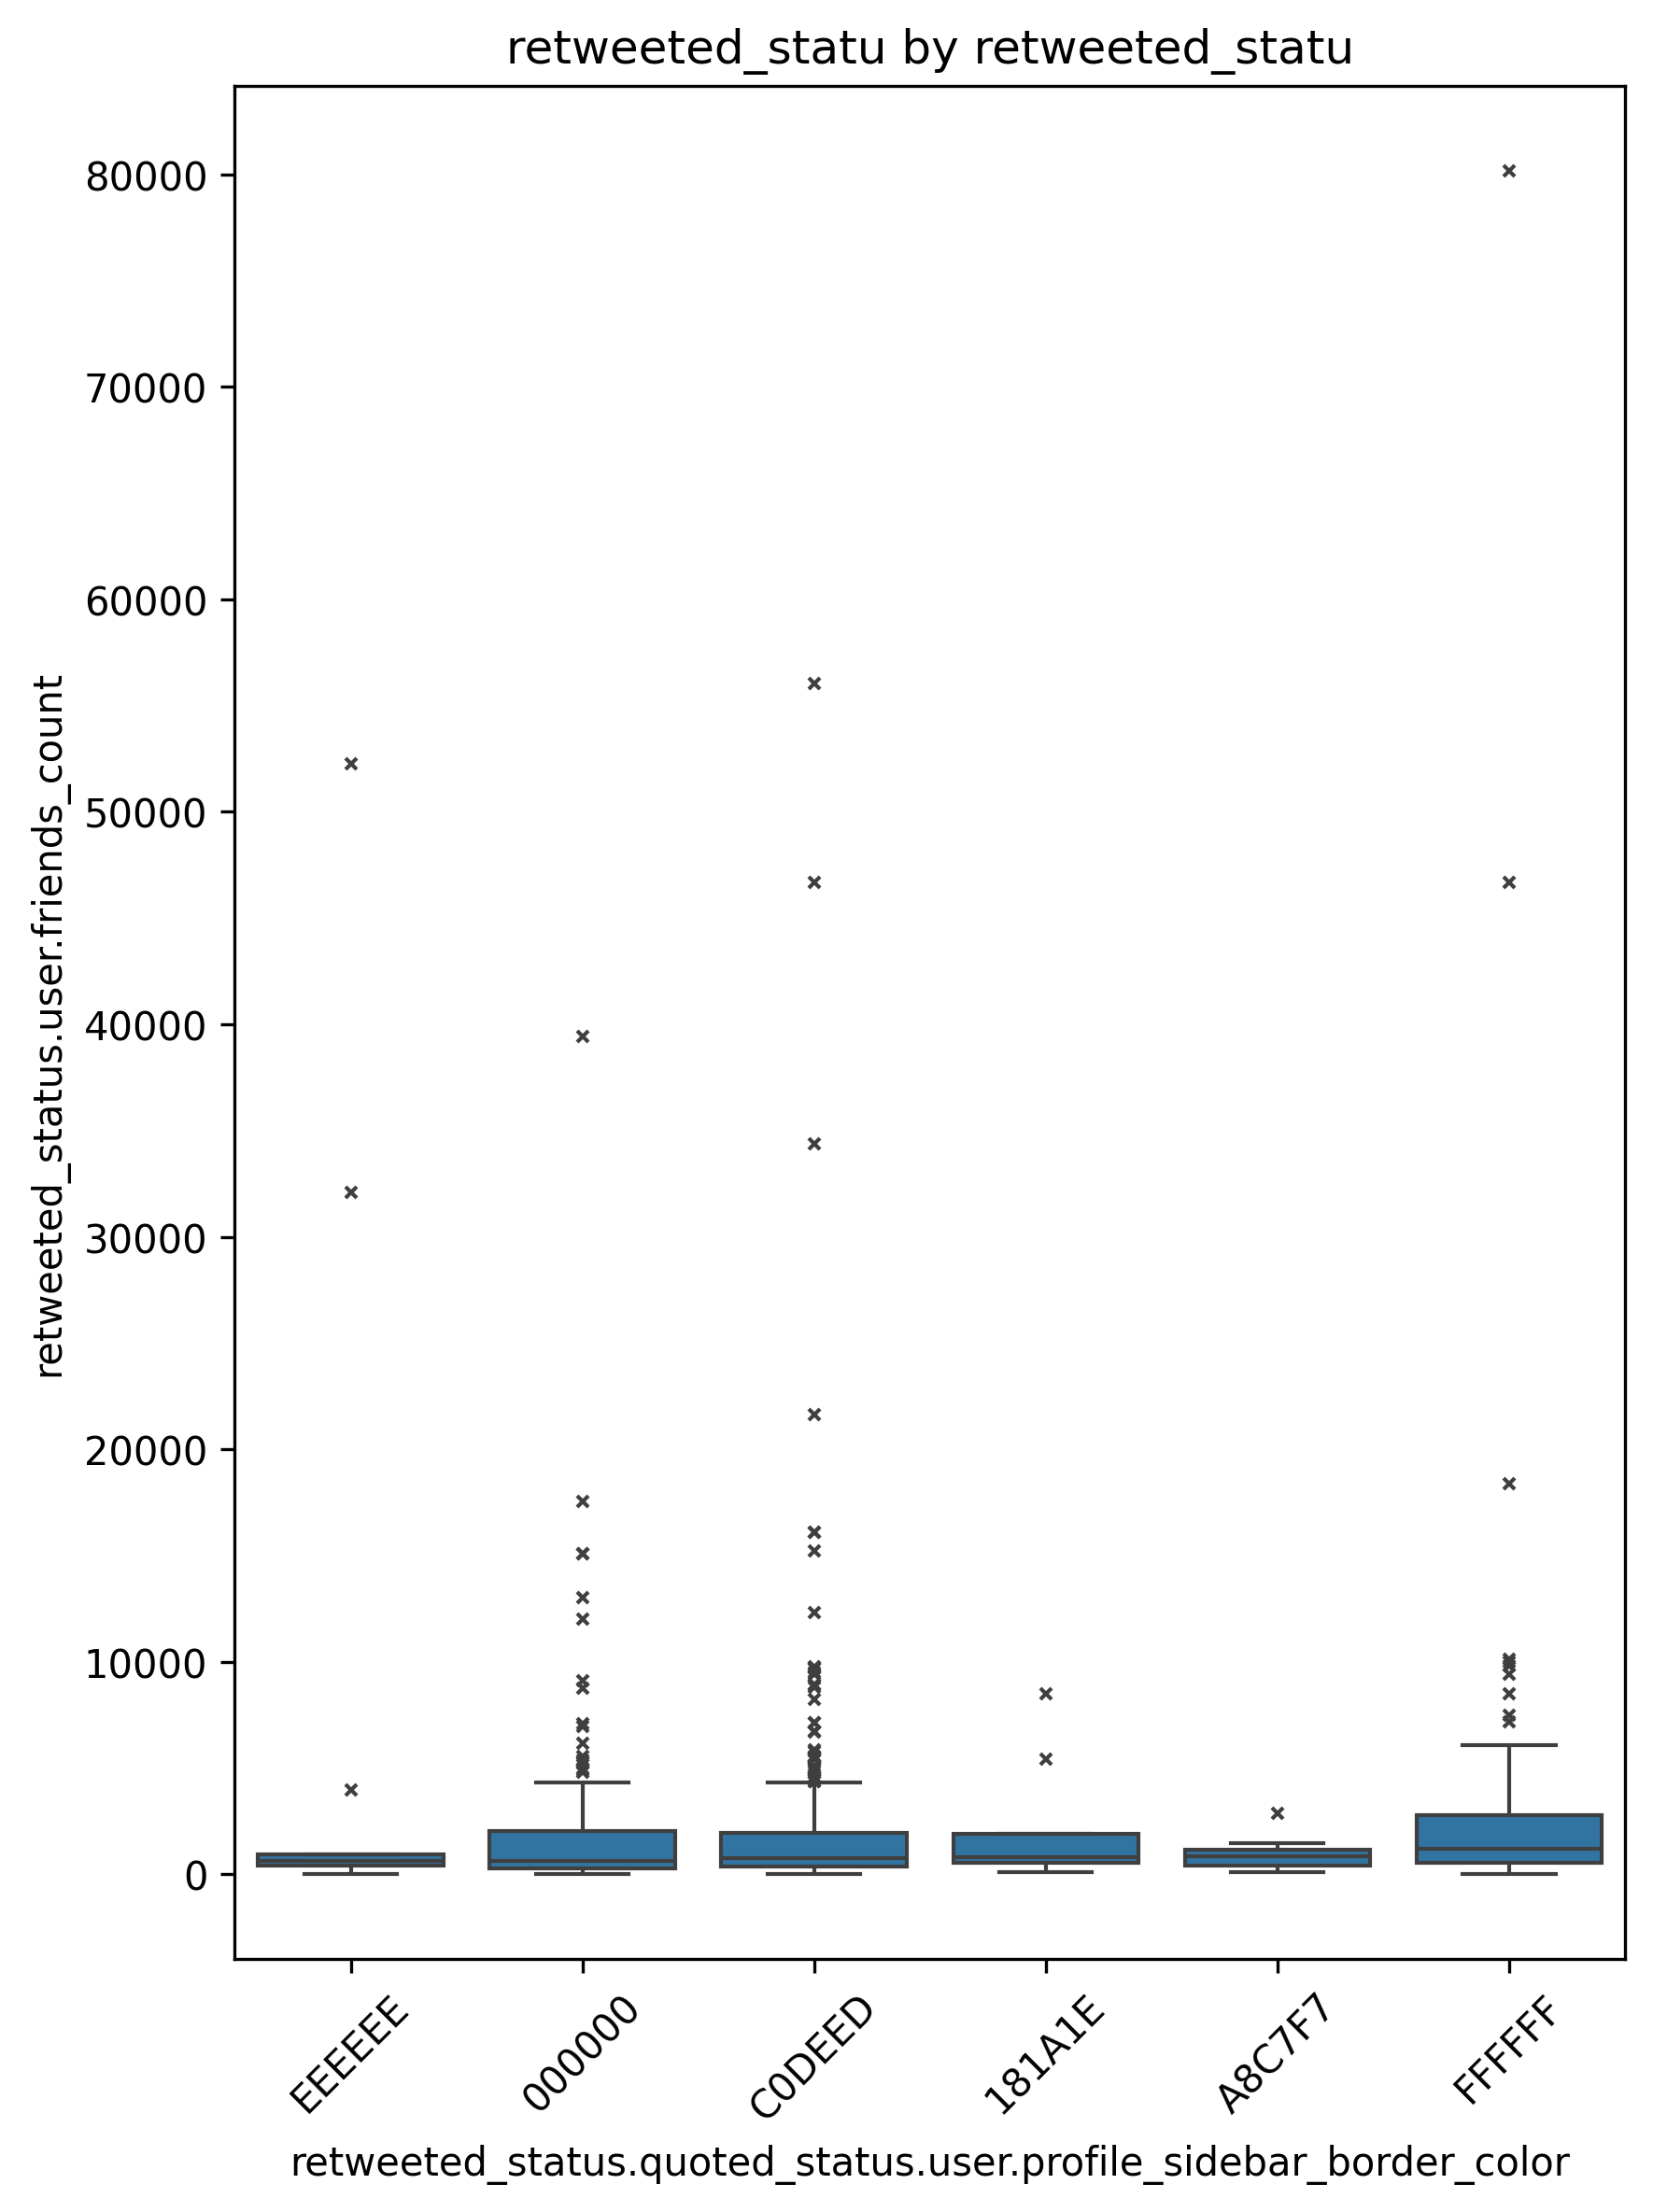 retweeted_statu by retweeted_statu
retweeted_status.user.friends_count
80000
70000
60000
50000
40000
30000
20000
10000
0
EEEEEE
000000
C0DEED
181A1E
A8C7F7
FFFFFF
retweeted_status.quoted_status.user.profile_sidebar_border_color